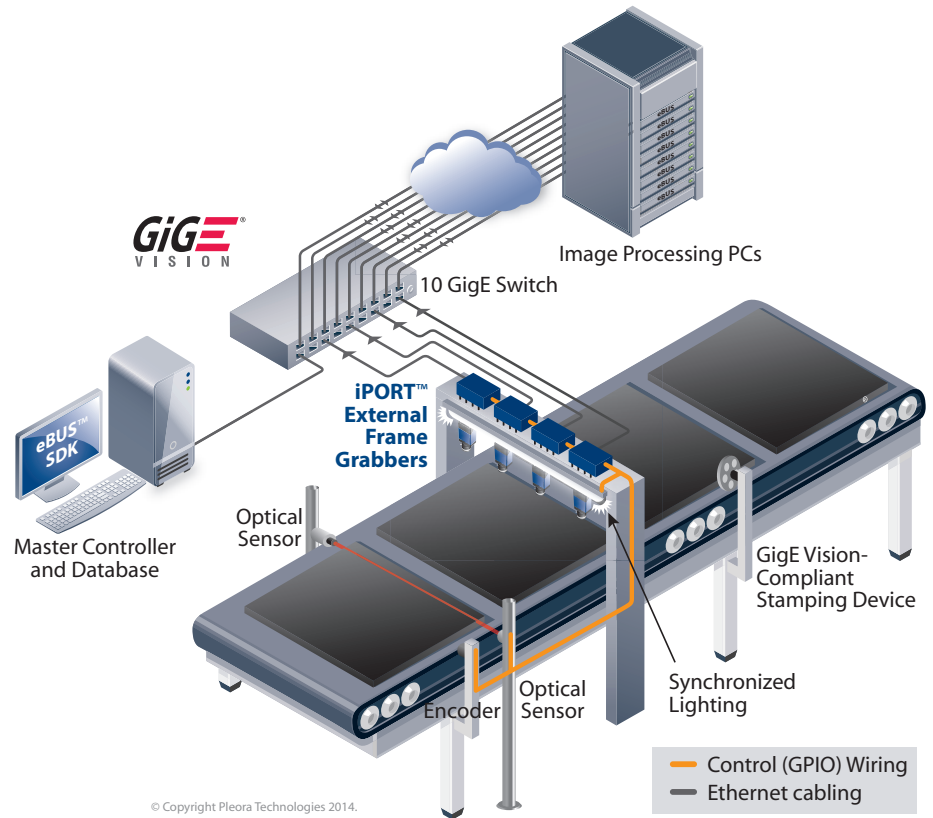 eBUS
eBUS
eBUS
eBUS
eBUS
eBUS
eBUS
eBUS
Image Processing PCs
GiGE®
VISION
10 GigE Switch
iPORT™
External
Frame
Grabbers
eBUS™
SDK
Master Controller
and Database
Optical
Sensor
GigE Vision-
Compliant
Stamping Device
Encoder
Optical
Sensor
Synchronized
Lighting
Control (GPIO) Wiring
Ethernet cabling
© Copyright Pleora Technologies 2014.